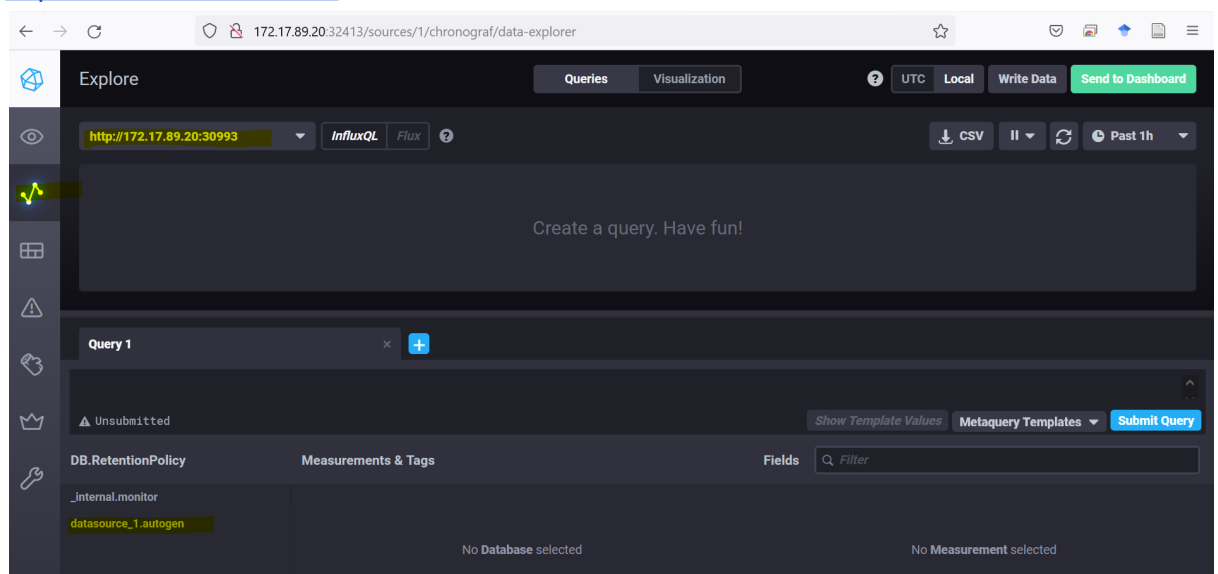 172.17.89.20:32413/sources/1/chronograf/data-explorer
Explore
Queries Visualization
UTC Local Write Data Send to Dashboard
http://172.17.89.20:30993 InfluxQL Flux
CSV Past 1h
Create a query. Have fun!
Query 1
Unsubmitted
Show Template Values Metaquery Templates Submit Query
DB.RetentionPolicy Measurements & Tags Fields Filter
_internal.monitor
datasource_1.autogen
No Database selected No Measurement selected